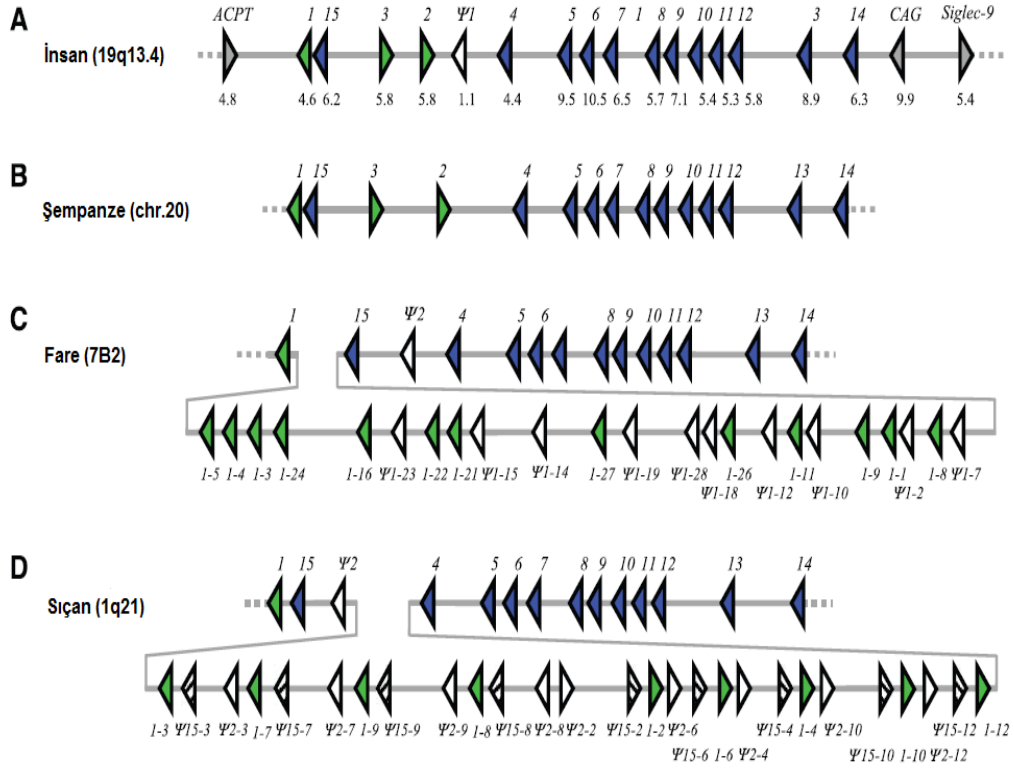 A
ACPT 1 15 3 2 Ψ1 4 5 6 7 1 8 9 10 11 12 3 14 CAG Siglec-9
İnsan (19q13.4)
4.8 4.6 6.2 5.8 5.8 1.1 4.4 9.5 10.5 6.5 5.7 7.1 5.4 5.3 5.8 8.9 6.3 9.9 5.4
B
1 15 3 2 4 5 6 7 8 9 10 11 12 13 14
Şempanze (chr.20)
C
1 15 Ψ2 4 5 6 8 9 10 11 12 13 14
Fare (7B2)
1-5 1-4 1-3 1-24 1-16 Ψ1-23 1-22 1-21 Ψ1-15 Ψ1-14 1-27 Ψ1-19 Ψ1-28 1-26 1-11 1-9 1-1 1-8 Ψ1-7
Ψ1-18 Ψ1-12 Ψ1-10 Ψ1-2
D
1 15 Ψ2 4 5 6 7 8 9 10 11 12 13 14
Sıçan (1q21)
1-3 Ψ15-3 Ψ2-3 1-7 Ψ15-7 Ψ2-7 1-9 Ψ15-9 Ψ2-9 1-8 Ψ15-8 Ψ2-8 Ψ2-2 Ψ15-2 1-2 Ψ2-6 Ψ15-4 1-4 Ψ2-10 Ψ15-12 1-12
Ψ15-6 1-6 Ψ2-4 Ψ15-10 1-10 Ψ2-12